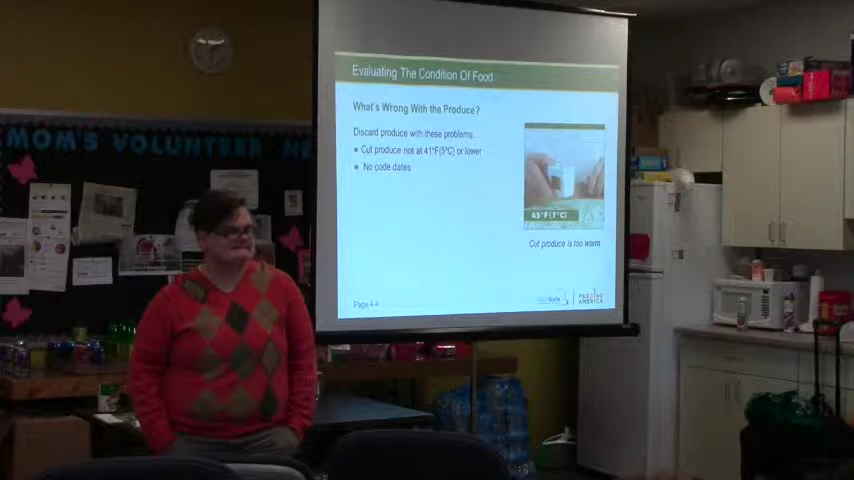 MOM'S VOLUNTEER NE
Evaluating The Condition Of Food
What's Wrong With the Produce?
Discard produce with these problems.
• Cut produce not at 41°F(5°C) or lower
• No code dates
45°F(7°C)
Cut produce is too warm
Page 4-4
FEEDING
AMERICA